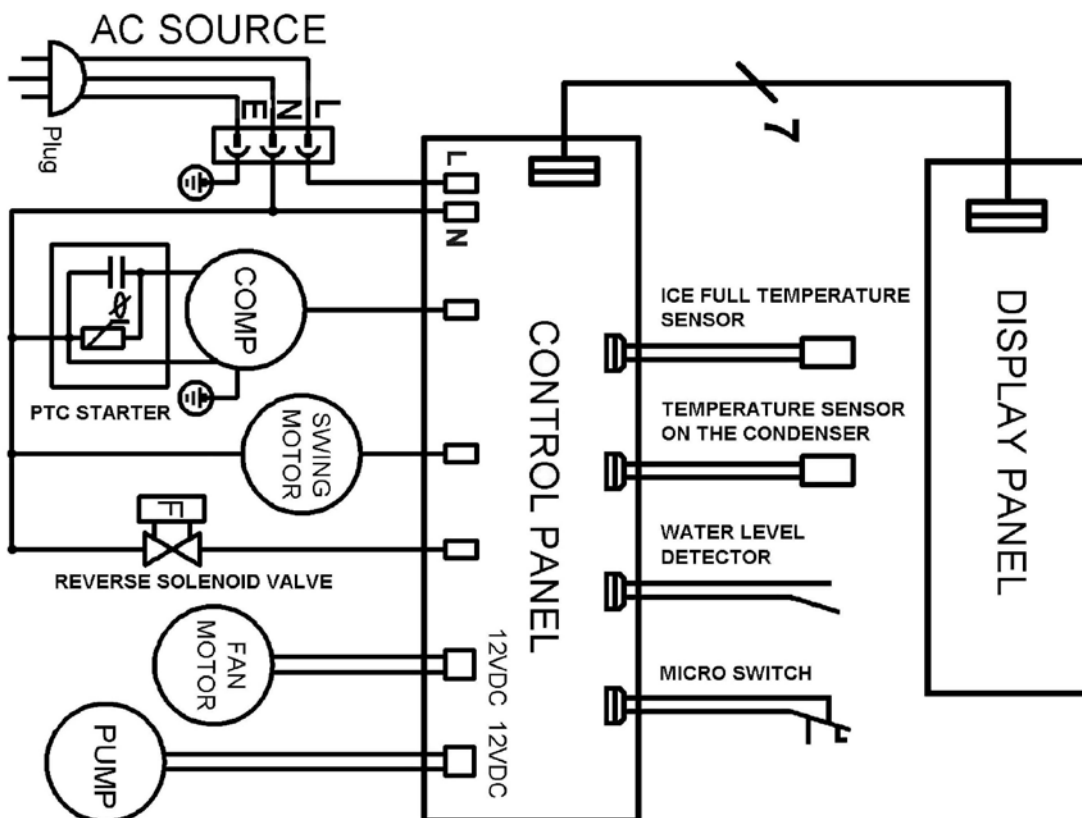 AC SOURCE
Plug
E
N
L
7
L
N
COMP
PTC STARTER
SWING
MOTOR
F
REVERSE SOLENOID VALVE
FAN
MOTOR
12VDC
PUMP
12VDC
CONTROL PANEL
ICE FULL TEMPERATURE
SENSOR
TEMPERATURE SENSOR
ON THE CONDENSER
WATER LEVEL
DETECTOR
MICRO SWITCH
DISPLAY PANEL